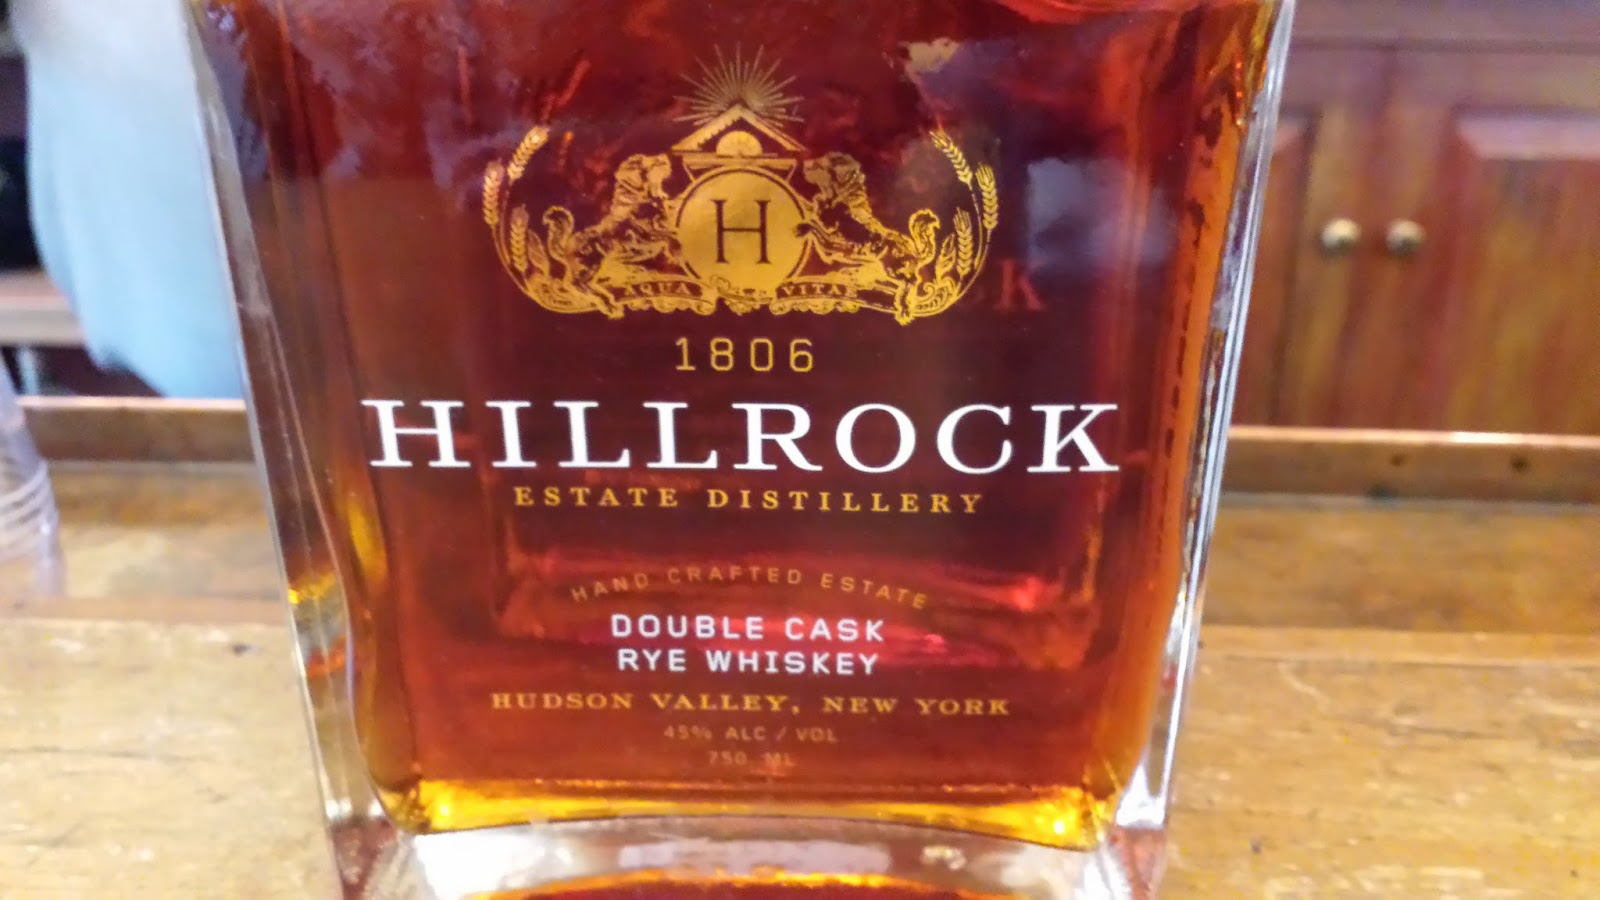 H
AQUA VITAE
1806
HILLROCK
ESTATE DISTILLERY
HAND CRAFTED ESTATE
DOUBLE CASK
RYE WHISKEY
HUDSON VALLEY, NEW YORK
45% ALC / VOL
750 ML